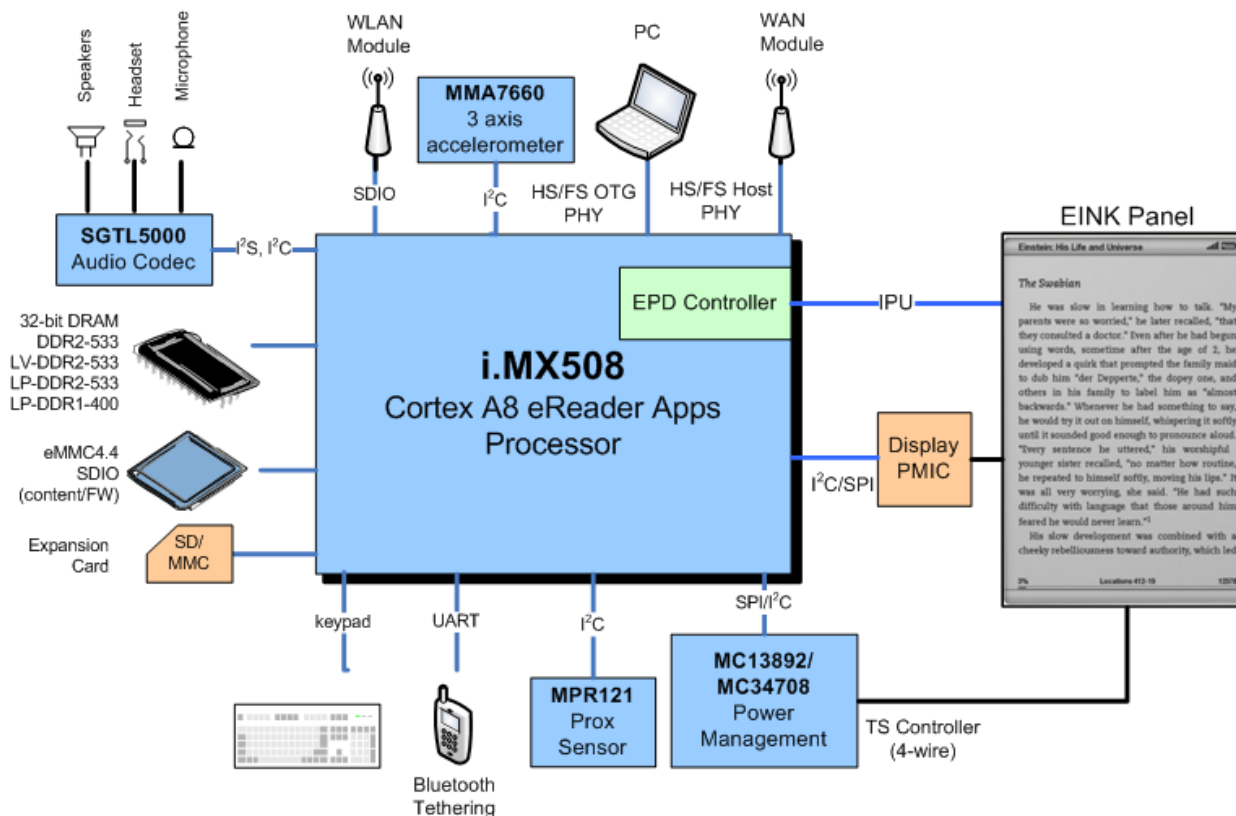 Speakers
Headset
Microphone
WLAN
Module
MMA7660
3 axis
accelerometer
PC
WAN
Module
SDIO
I²C
HS/FS OTG
PHY
HS/FS Host
PHY
SGTL5000
Audio Codec
I²S, I²C
EINK Panel
EPD Controller
IPU
i.MX508
Cortex A8 eReader Apps
Processor
32-bit DRAM
DDR2-533
LV-DDR2-533
LP-DDR2-533
LP-DDR1-400
eMMC4.4
SDIO
(content/FW)
Expansion
Card
SD/
MMC
Display
PMIC
I²C/SPI
keypad
UART
I²C
SPI/I²C
MPR121
Prox
Sensor
MC13892/
MC34708
Power
Management
TS Controller
(4-wire)
Bluetooth
Tethering
Einstein: His Life and Universe
The Swabian
He was slow in learning how to talk. "My
parents were so worried," he later recalled, "that
they consulted a doctor." Even after he had begun
using words, sometime after the age of 2, he
developed a quirk that prompted the family maid
to dub him "der Depperte," the dopey one, and
others in his family to label him as "almost
backwards." Whenever he had something to say,
he would try it out on himself, whispering it softly
until it sounded good enough to pronounce aloud.
"Every sentence he uttered," his worshipful
younger sister recalled, "no matter how routine,
he repeated to himself softly, moving his lips." It
was all very worrying, she said. "He had such
difficulty with language that those around him
feared he would never learn."¹
His slow development was combined with a
cheeky rebelliousness toward authority, which led
3%
Locations 412-19